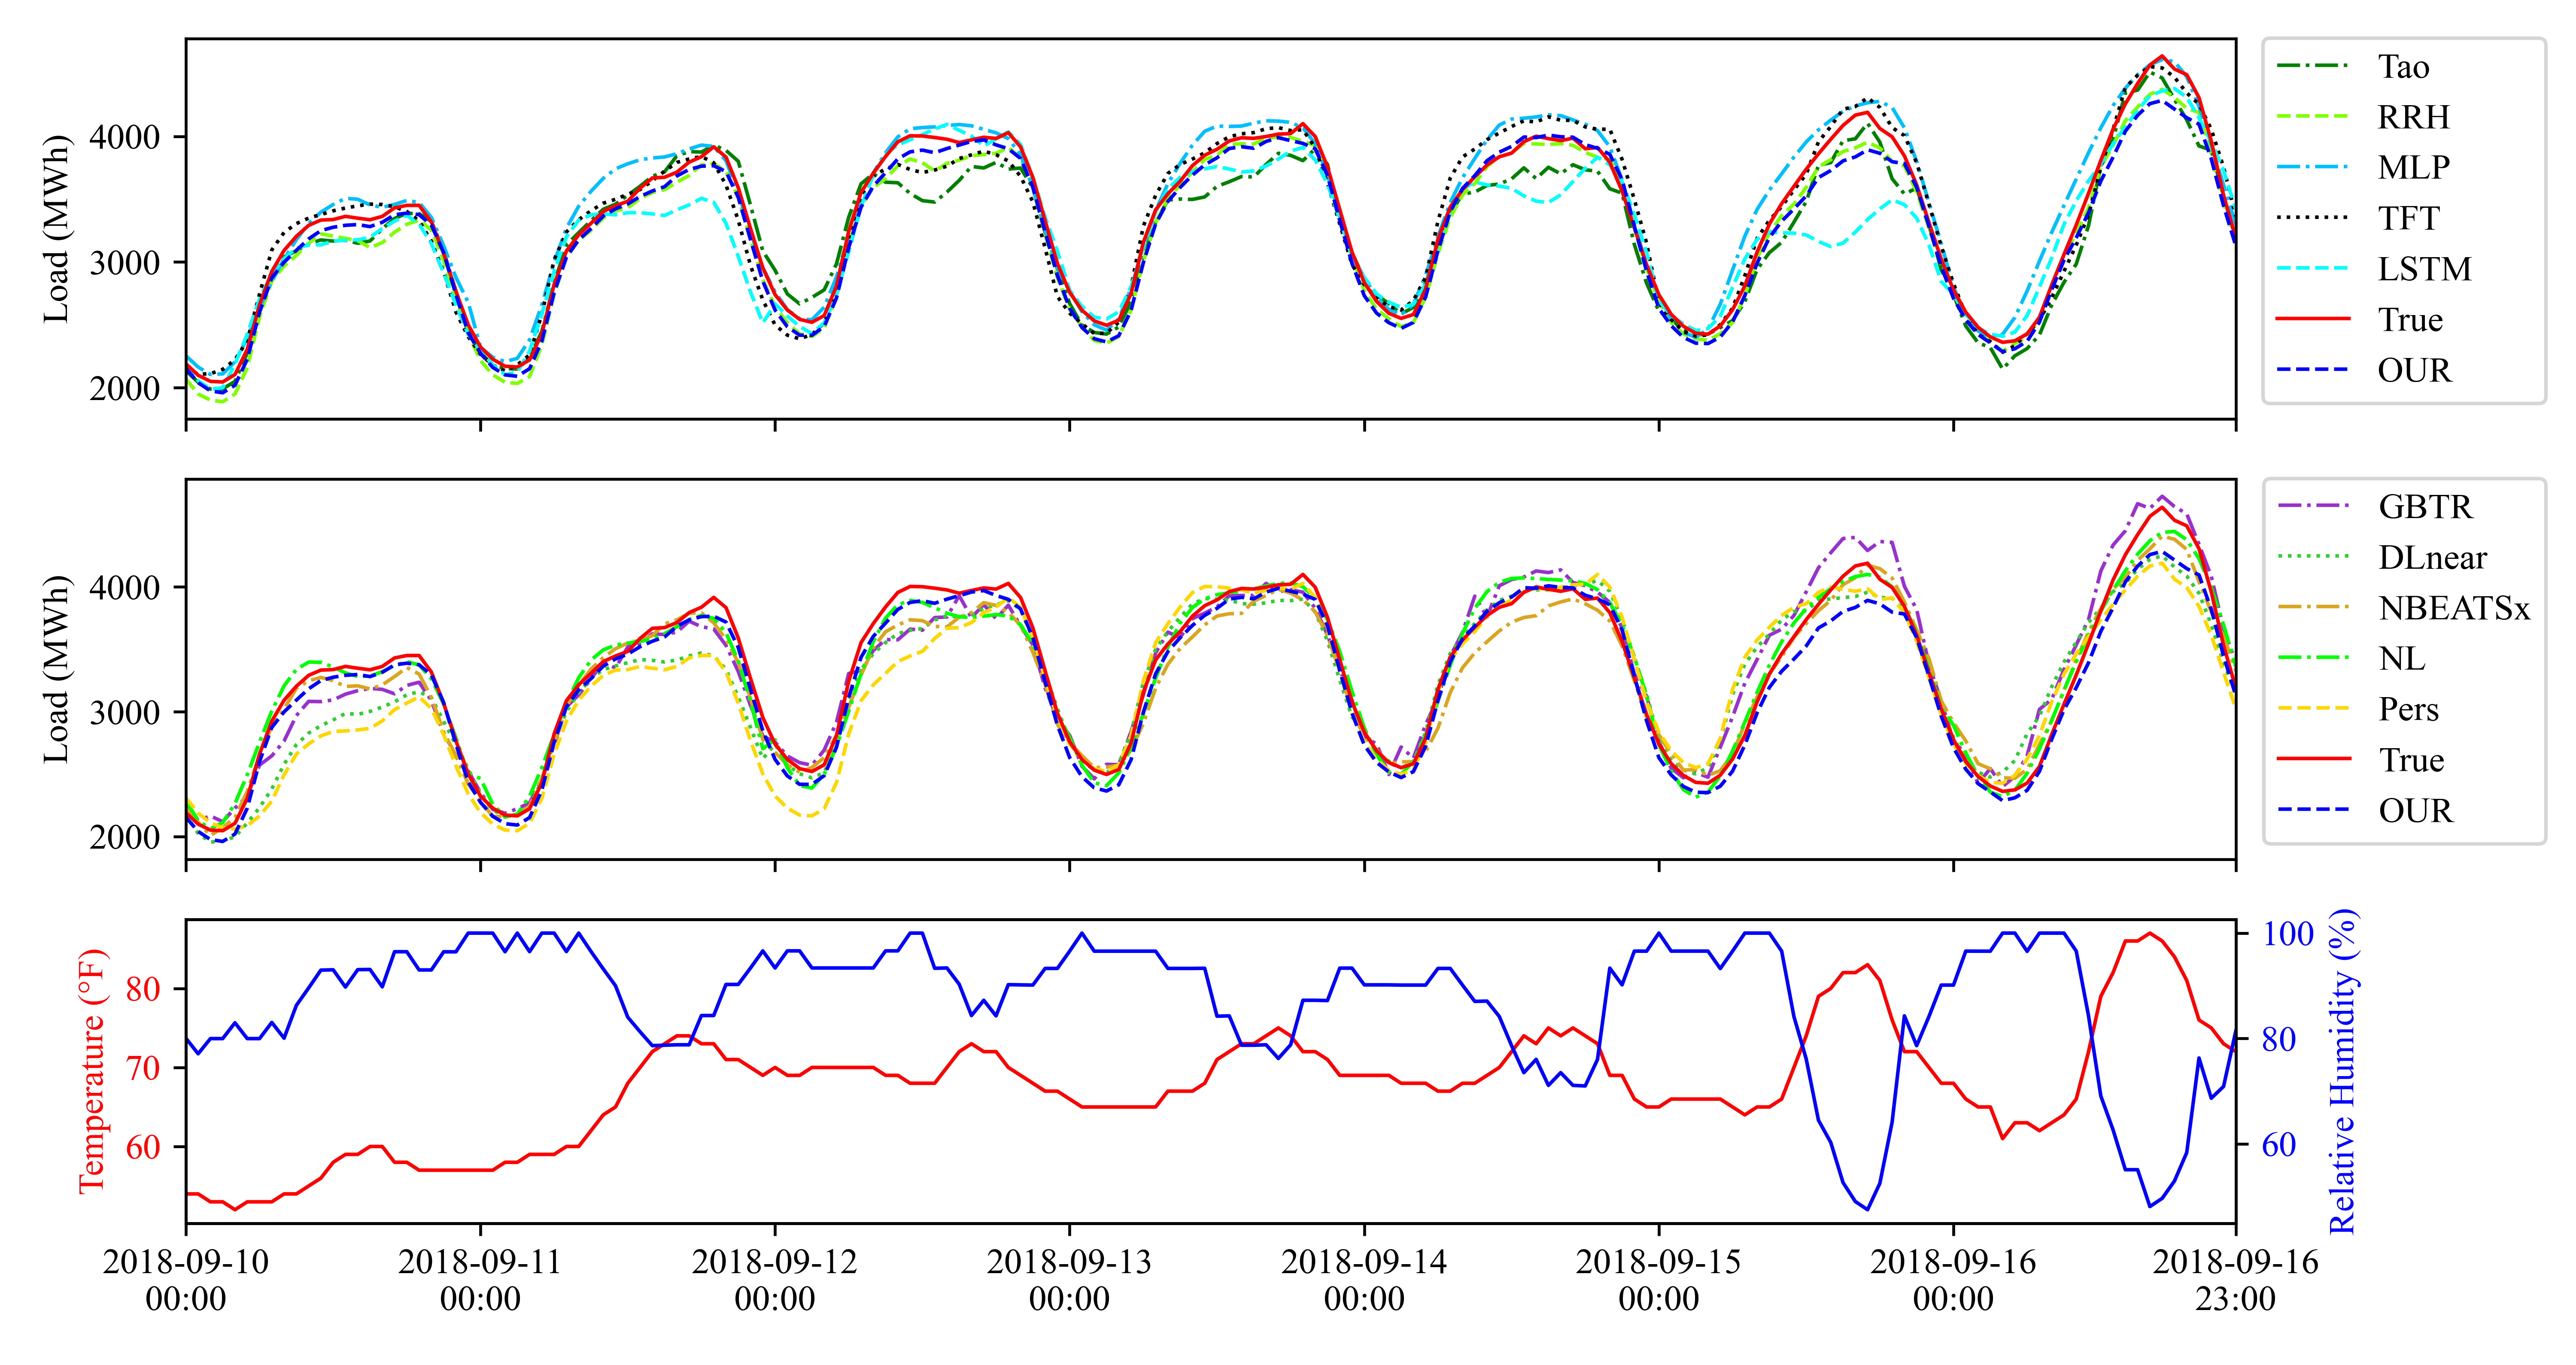 Load (MWh)
4000
3000
2000
Tao
RRH
MLP
TFT
LSTM
True
OUR
Load (MWh)
4000
3000
2000
GBTR
DLnear
NBEATSx
NL
Pers
True
OUR
Temperature (°F)
80
70
60
100
80
60
Relative Humidity (%)
2018-09-10
00:00
2018-09-11
00:00
2018-09-12
00:00
2018-09-13
00:00
2018-09-14
00:00
2018-09-15
00:00
2018-09-16
00:00
2018-09-16
23:00